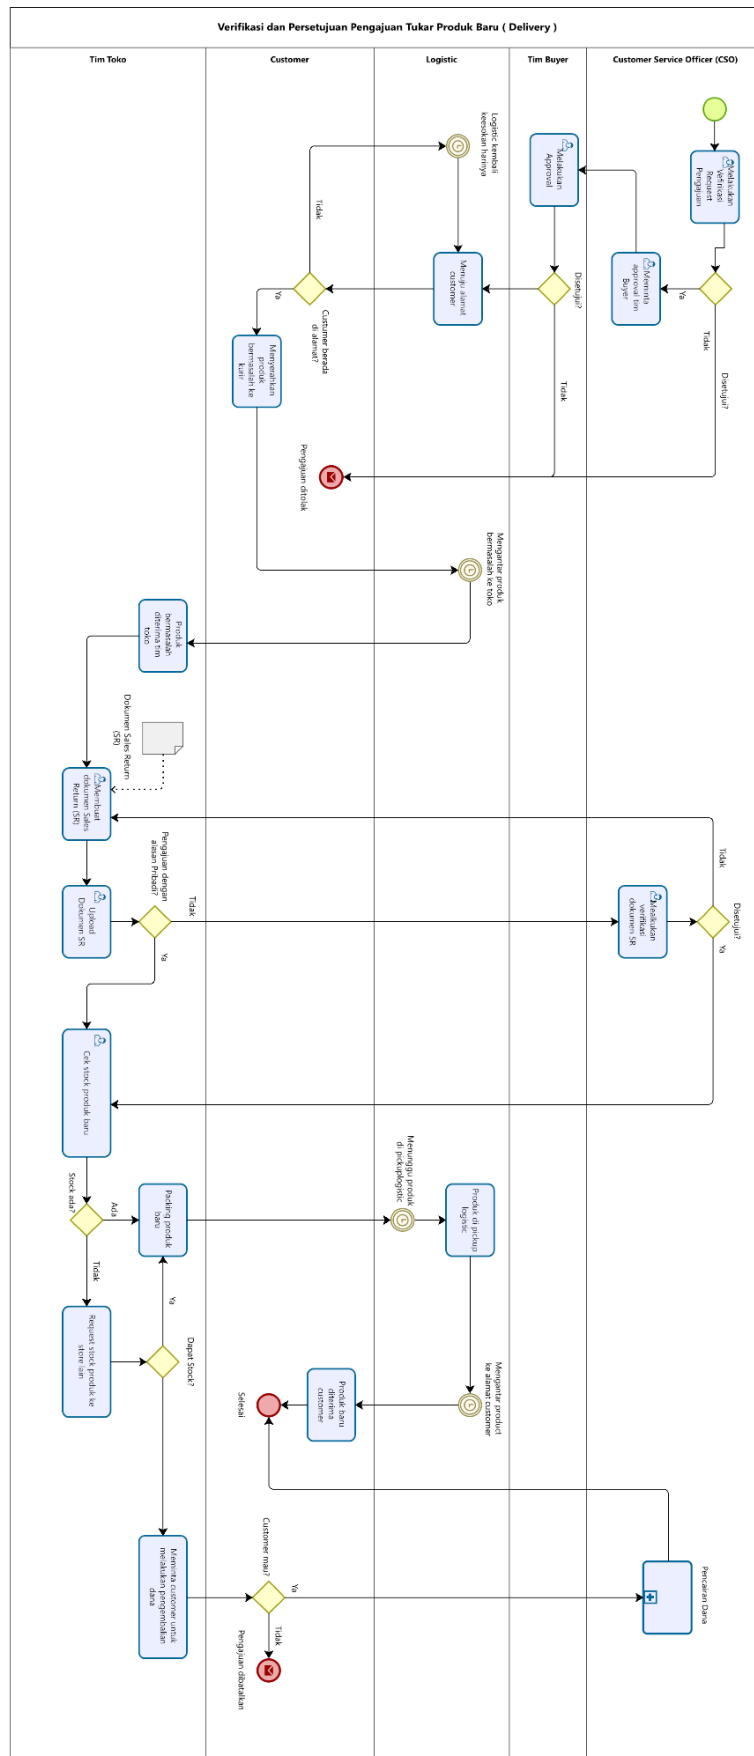 Verifikasi dan Persetujuan Pengajuan Tukar Produk Baru ( Delivery )
Tim Toko
Customer
Logistic
Tim Buyer
Customer Service Officer (CSO)
Melakukan
Vefirikasi
Request
Pengajuan
Disetujui?
Tidak
Ya
Meminta
approval tim
Buyer
Melakukan
Approval
Disetujui?
Tidak
Logistic kembali
keesokan harinya
Menuju alamat
customer
Tidak
Custumer berada
di alamat?
Ya
Menyerahkan
produk
bermasalah ke
kurir
Pengajuan ditolak
Mengantar produk
bermasalah ke toko
Produk
bermasalah
diterima tim
toko
Dokumen Sales Return
(SR)
Membuat
dokumen Sales
Return (SR)
Upload
Dokumen SR
Pengajuan dengan
alasan Pribadi?
Tidak
Ya
Mealkukan
verifikasi
dokumen SR
Disetujui?
Tidak
Ya
Cek stock produk baru
Stock ada?
Ada
Tidak
Packing produk
baru
Menunggu produk
di pickuplogistic
Produk di pickup
logistic
Request stock produk ke
store lain
Dapat Stock?
Ya
Mengantar product
ke alamat customer
Produk baru
diterima
customer
Selesai
Meminta customer untuk
melakukan pengembalian
dana
Customer mau?
Ya
Tidak
Pengajuan dibatalkan
Pencairan Dana